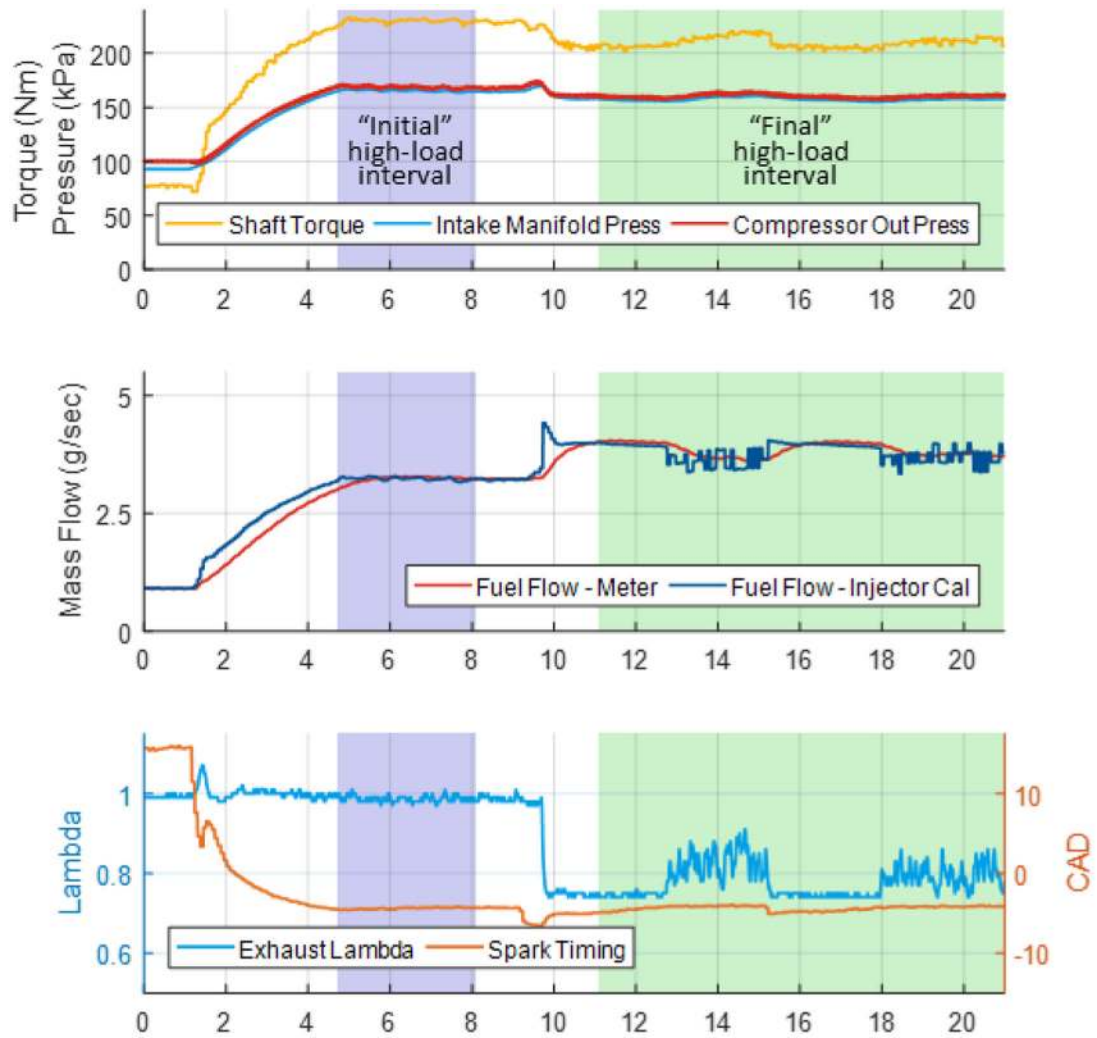 Torque (Nm)
Pressure (kPa)
200
150
100
50
0
"Initial"
high-load
interval
"Final"
high-load
interval
Shaft Torque Intake Manifold Press Compressor Out Press
0 2 4 6 8 10 12 14 16 18 20
Mass Flow (g/sec)
5
2.5
0
Fuel Flow - Meter Fuel Flow - Injector Cal
0 2 4 6 8 10 12 14 16 18 20
Lambda
1
0.8
0.6
10
0
-10
CAD
Exhaust Lambda Spark Timing
0 2 4 6 8 10 12 14 16 18 20